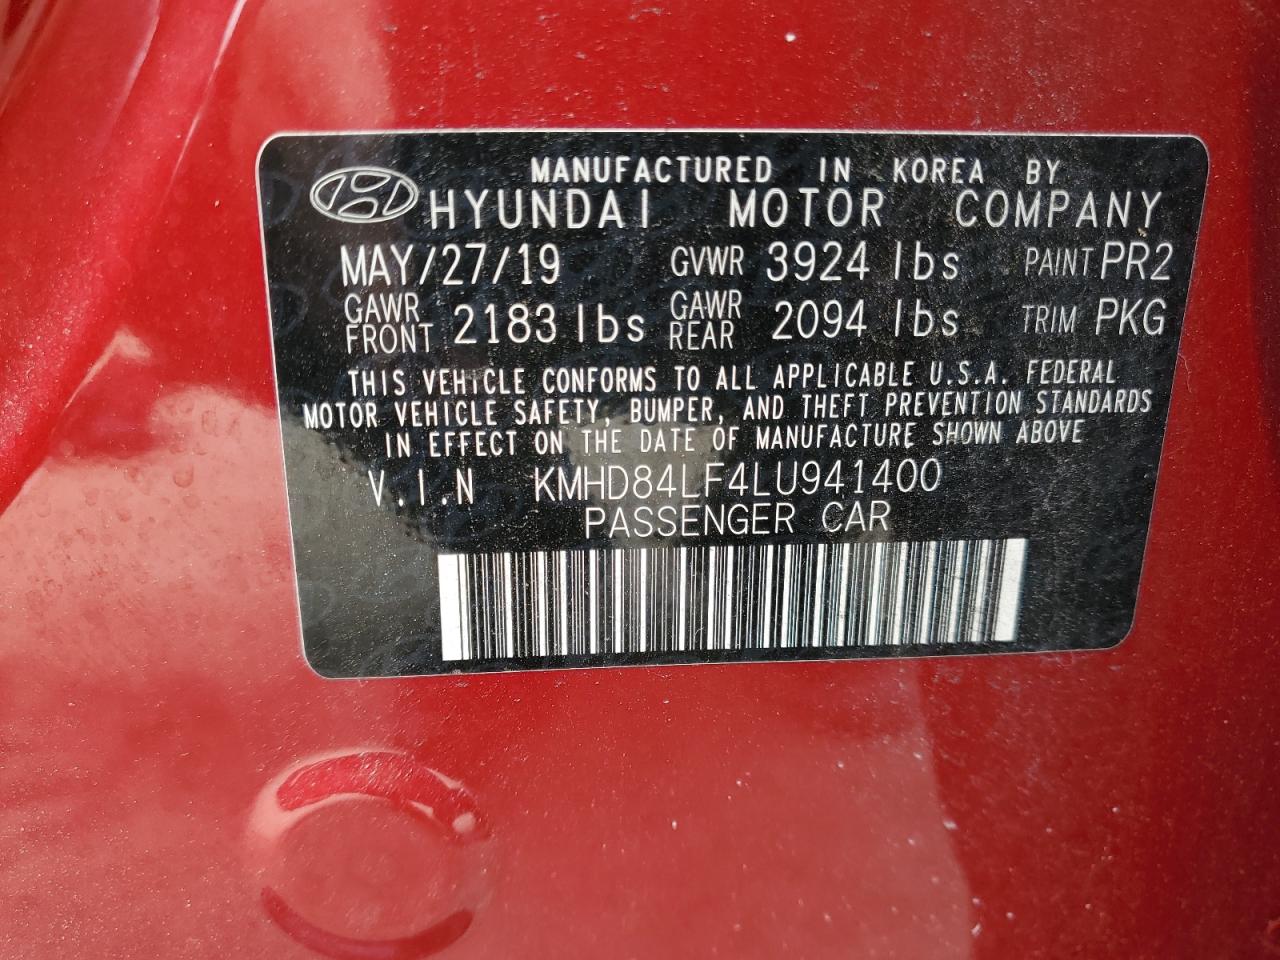 MANUFACTURED IN KOREA BY
HYUNDAI MOTOR COMPANY
MAY/27/19 GVWR 3924 lbs PAINT PR2
GAWR FRONT 2183 lbs GAWR REAR 2094 lbs TRIM PKG
THIS VEHICLE CONFORMS TO ALL APPLICABLE U.S.A. FEDERAL
MOTOR VEHICLE SAFETY, BUMPER, AND THEFT PREVENTION STANDARDS
IN EFFECT ON THE DATE OF MANUFACTURE SHOWN ABOVE
V.I.N KMHD84LF4LU941400
PASSENGER CAR